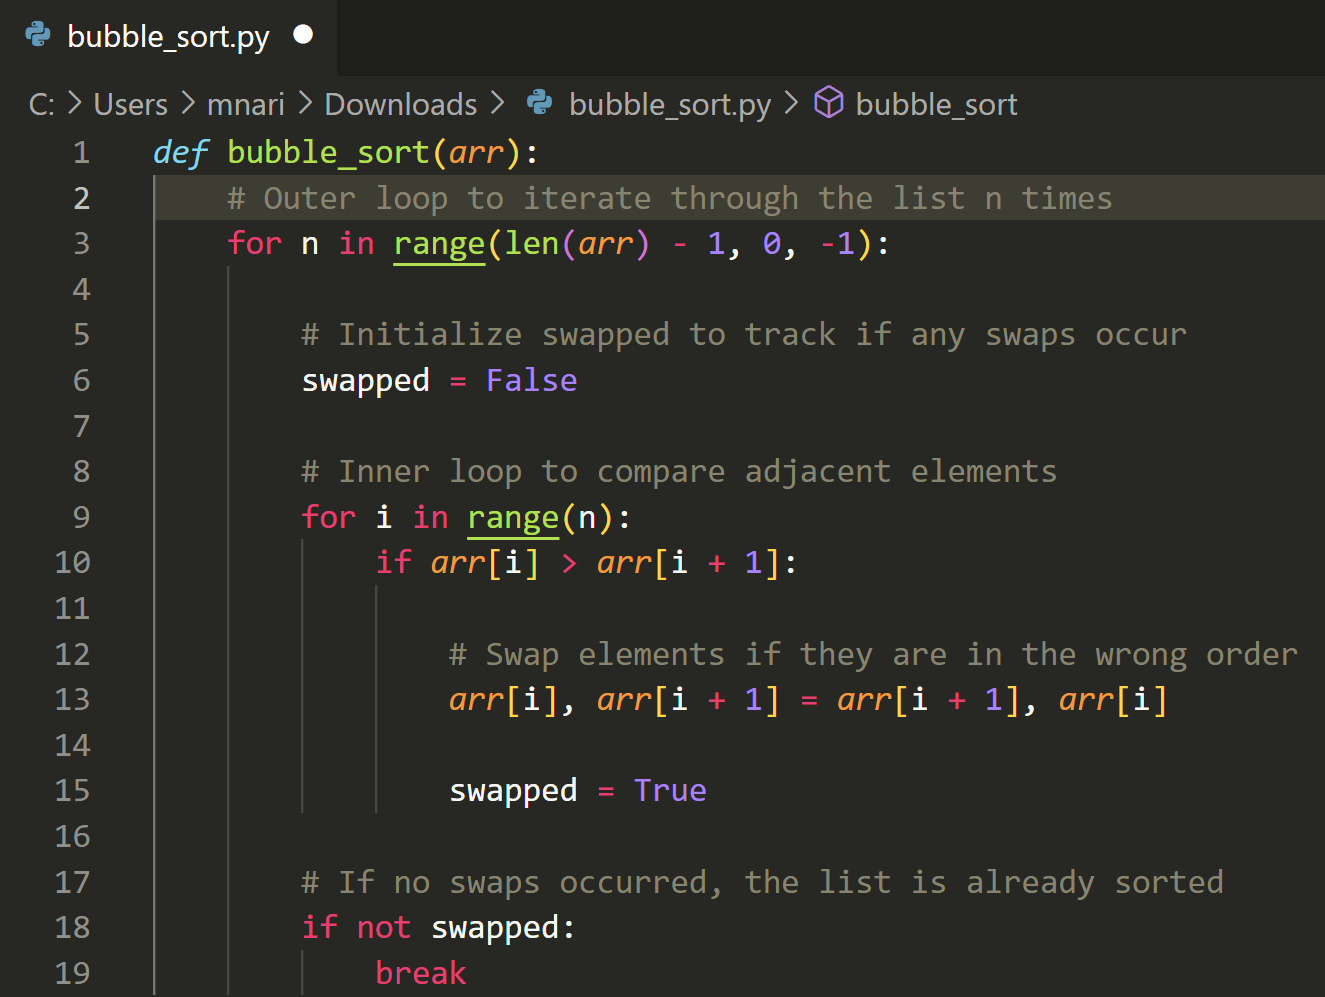 bubble_sort.py
C: > Users > mnari > Downloads > bubble_sort.py > bubble_sort
1 def bubble_sort(arr):
2     # Outer loop to iterate through the list n times
3     for n in range(len(arr) - 1, 0, -1):
4
5         # Initialize swapped to track if any swaps occur
6         swapped = False
7
8         # Inner loop to compare adjacent elements
9         for i in range(n):
10             if arr[i] > arr[i + 1]:
11
12                 # Swap elements if they are in the wrong order
13                 arr[i], arr[i + 1] = arr[i + 1], arr[i]
14
15                 swapped = True
16
17         # If no swaps occurred, the list is already sorted
18         if not swapped:
19             break